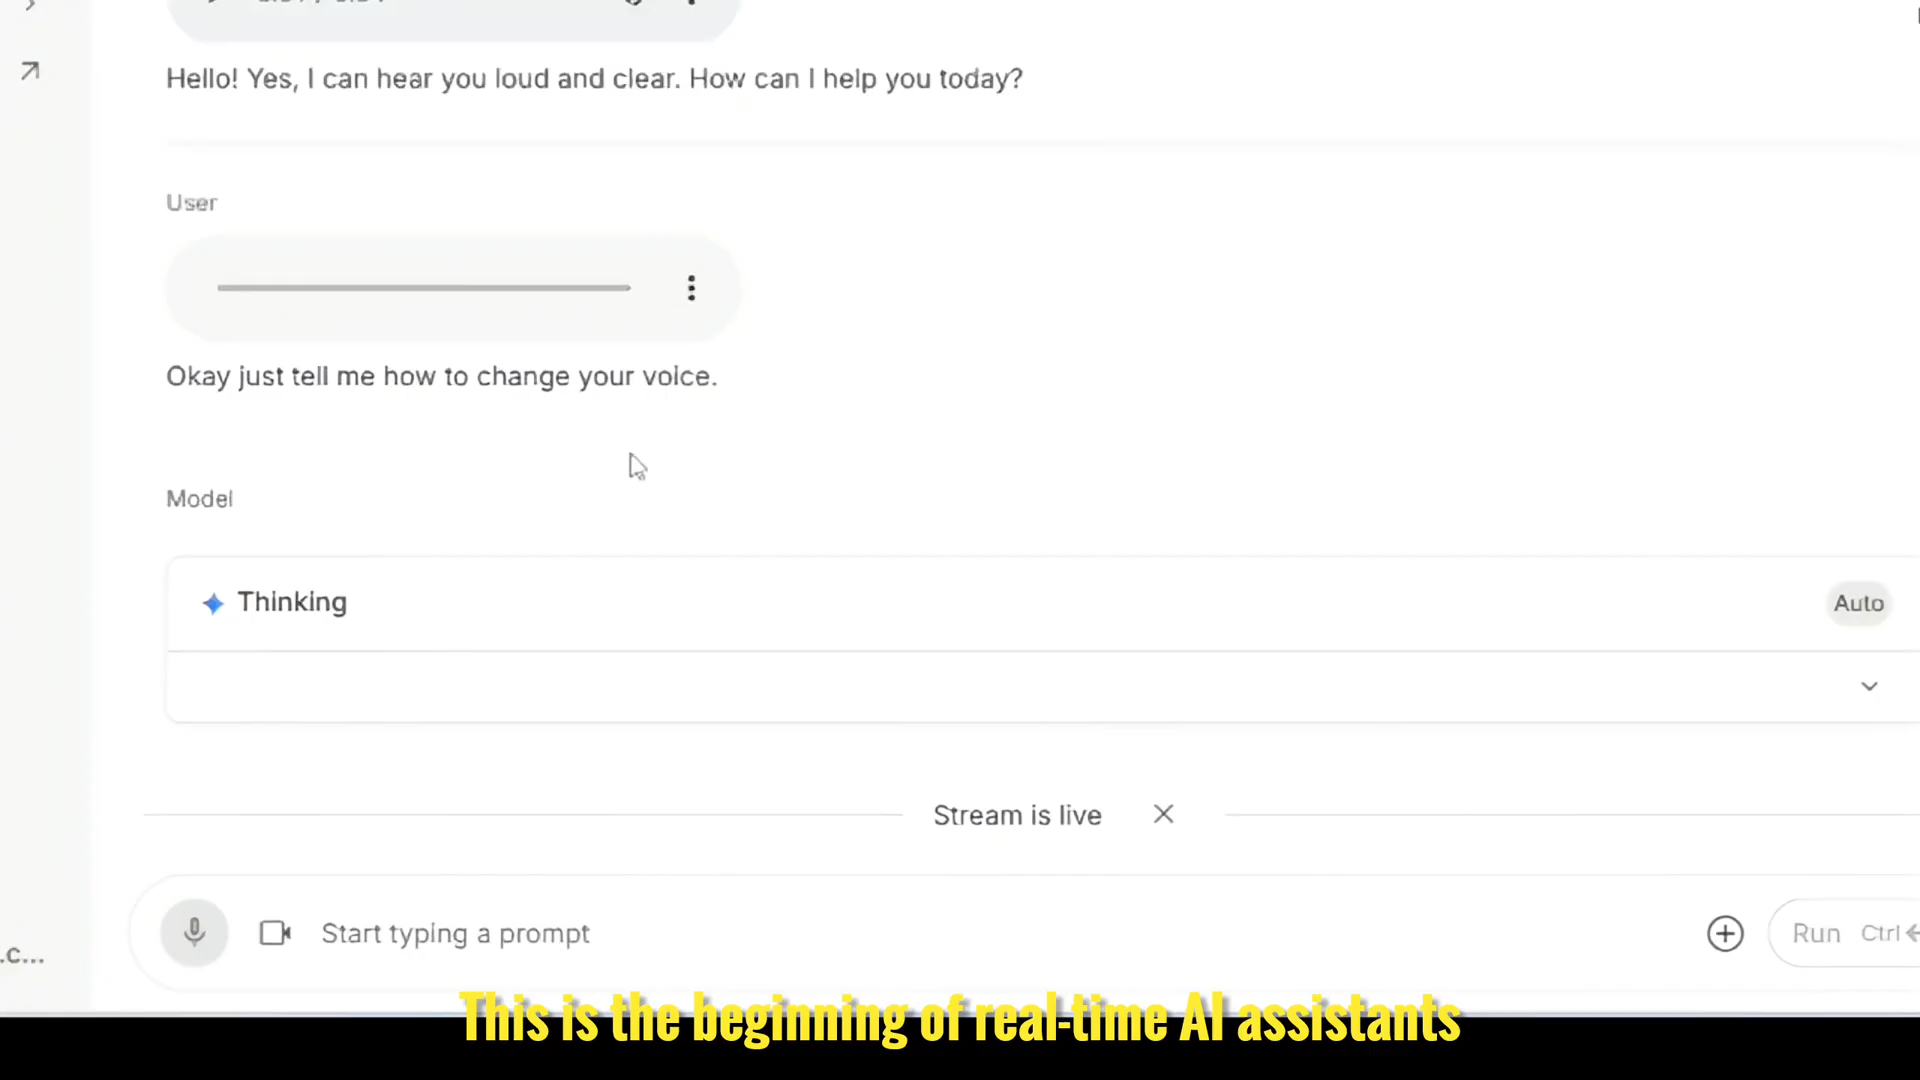 Hello! Yes, I can hear you loud and clear. How can I help you today?
User
Okay just tell me how to change your voice.
Model
Thinking
Auto
Stream is live
Start typing a prompt
Run Ctrl
.c...
This is the beginning of real-time AI assistants